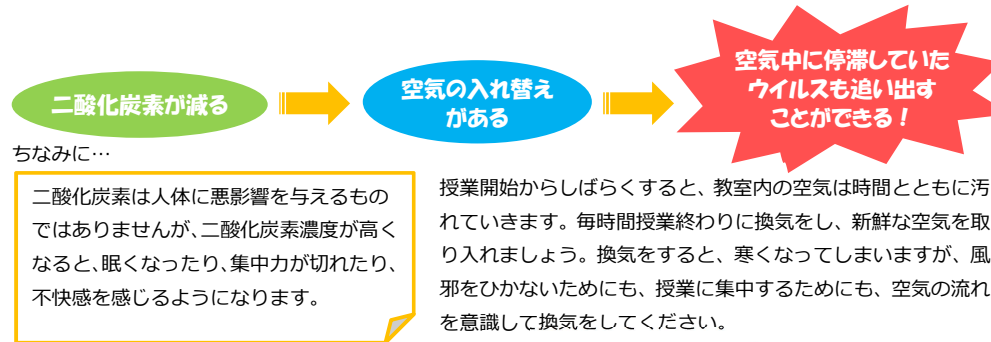 二酸化炭素が減る
空気の入れ替え
がある
空気中に停滞していた
ウイルスも追い出す
ことができる！
ちなみに…
二酸化炭素は人体に悪影響を与えるもの
ではありませんが、二酸化炭素濃度が高く
なると、眠くなったり、集中力が切れたり、
不快感を感じるようになります。
授業開始からしばらくすると、教室内の空気は時間とともに汚
れていきます。毎時間授業終わりに換気をし、新鮮な空気を取
り入れましょう。換気をすると、寒くなってしまいますが、風
邪をひかないためにも、授業に集中するためにも、空気の流れ
を意識して換気をしてください。